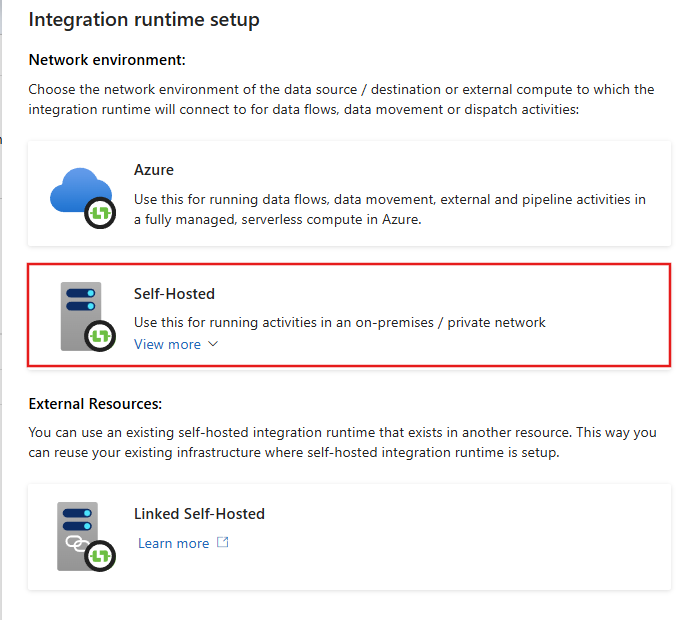 Integration runtime setup
Network environment:
Choose the network environment of the data source / destination or external compute to which the
integration runtime will connect to for data flows, data movement or dispatch activities:
Azure
Use this for running data flows, data movement, external and pipeline activities in
a fully managed, serverless compute in Azure.
Self-Hosted
Use this for running activities in an on-premises / private network
View more
External Resources:
You can use an existing self-hosted integration runtime that exists in another resource. This way you
can reuse your existing infrastructure where self-hosted integration runtime is setup.
Linked Self-Hosted
Learn more